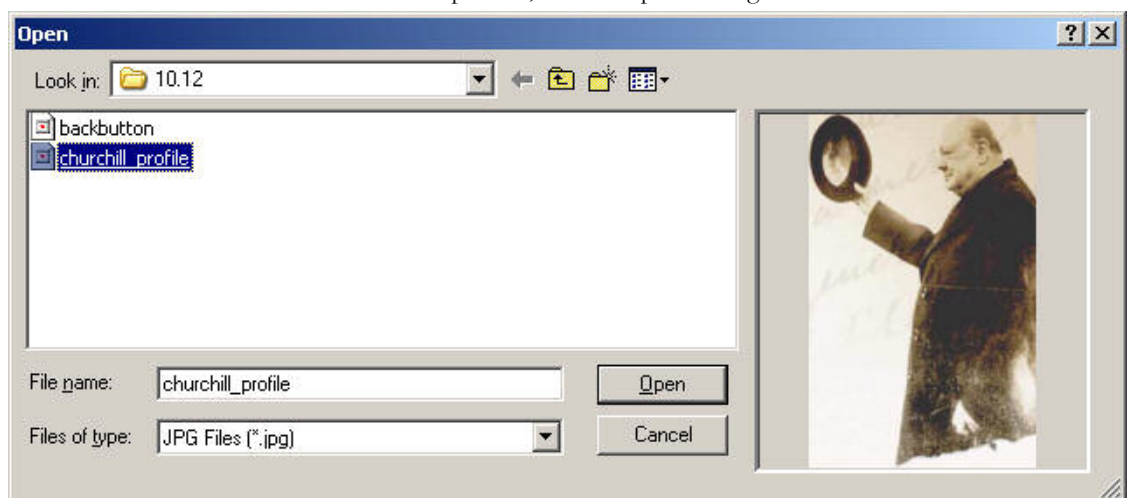 Open
Look in: 10.12
backbutton
churchill_profile
File name: churchill_profile
Open
Files of type: JPG Files (*.jpg)
Cancel